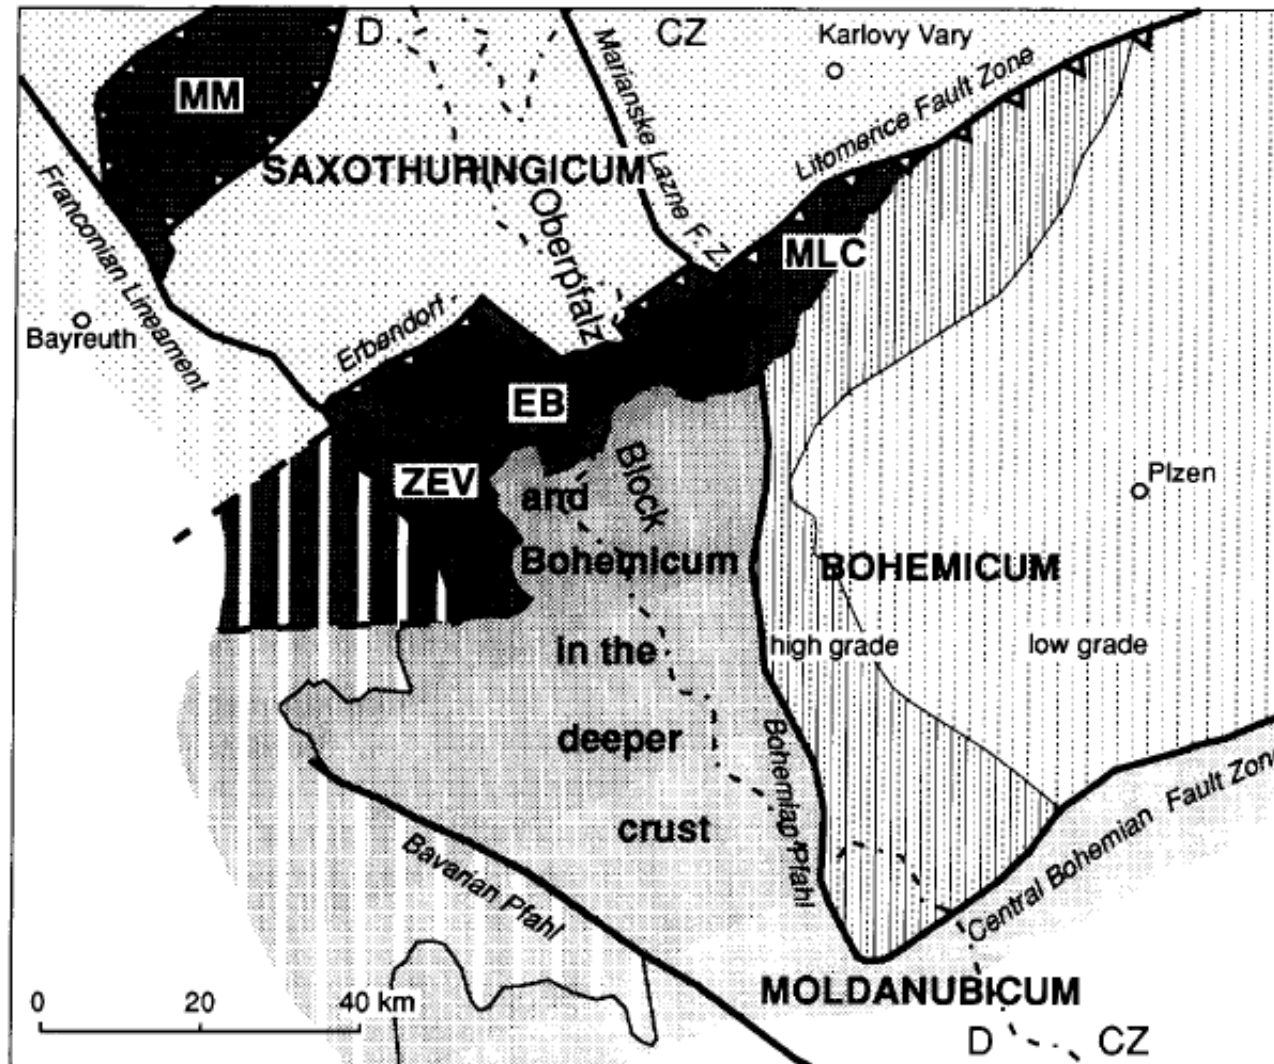 D
CZ
Karlovy Vary
MM
Marianske Lazne F. Z.
Litomerice Fault Zone
SAXOTHURINGICUM
Franconian Lineament
Oberpfalz
MLC
Bayreuth
Erbendorf
EB
Block
ZEV
and
Plzen
Bohemicum
BOHEMICUM
in the
high grade
low grade
deeper
Bohemian Pfahl
crust
Bavarian Pfahl
Central Bohemian Fault Zone
MOLDANUBICUM
0 20 40 km
D CZ